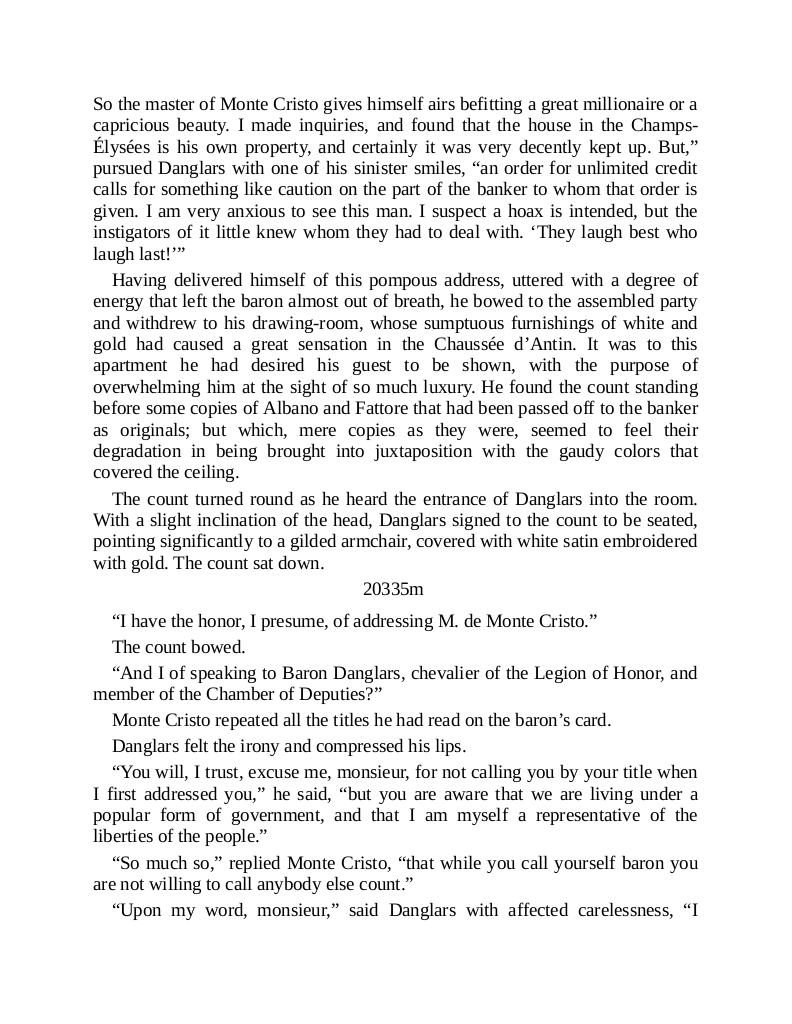 So the master of Monte Cristo gives himself airs befitting a great millionaire or a
capricious beauty. I made inquiries, and found that the house in the Champs-
Élysées is his own property, and certainly it was very decently kept up. But,”
pursued Danglars with one of his sinister smiles, “an order for unlimited credit
calls for something like caution on the part of the banker to whom that order is
given. I am very anxious to see this man. I suspect a hoax is intended, but the
instigators of it little knew whom they had to deal with. ‘They laugh best who
laugh last!’”
Having delivered himself of this pompous address, uttered with a degree of
energy that left the baron almost out of breath, he bowed to the assembled party
and withdrew to his drawing-room, whose sumptuous furnishings of white and
gold had caused a great sensation in the Chaussée d’Antin. It was to this
apartment he had desired his guest to be shown, with the purpose of
overwhelming him at the sight of so much luxury. He found the count standing
before some copies of Albano and Fattore that had been passed off to the banker
as originals; but which, mere copies as they were, seemed to feel their
degradation in being brought into juxtaposition with the gaudy colors that
covered the ceiling.
The count turned round as he heard the entrance of Danglars into the room.
With a slight inclination of the head, Danglars signed to the count to be seated,
pointing significantly to a gilded armchair, covered with white satin embroidered
with gold. The count sat down.
20335m
“I have the honor, I presume, of addressing M. de Monte Cristo.”
The count bowed.
“And I of speaking to Baron Danglars, chevalier of the Legion of Honor, and
member of the Chamber of Deputies?”
Monte Cristo repeated all the titles he had read on the baron’s card.
Danglars felt the irony and compressed his lips.
“You will, I trust, excuse me, monsieur, for not calling you by your title when
I first addressed you,” he said, “but you are aware that we are living under a
popular form of government, and that I am myself a representative of the
liberties of the people.”
“So much so,” replied Monte Cristo, “that while you call yourself baron you
are not willing to call anybody else count.”
“Upon my word, monsieur,” said Danglars with affected carelessness, “I